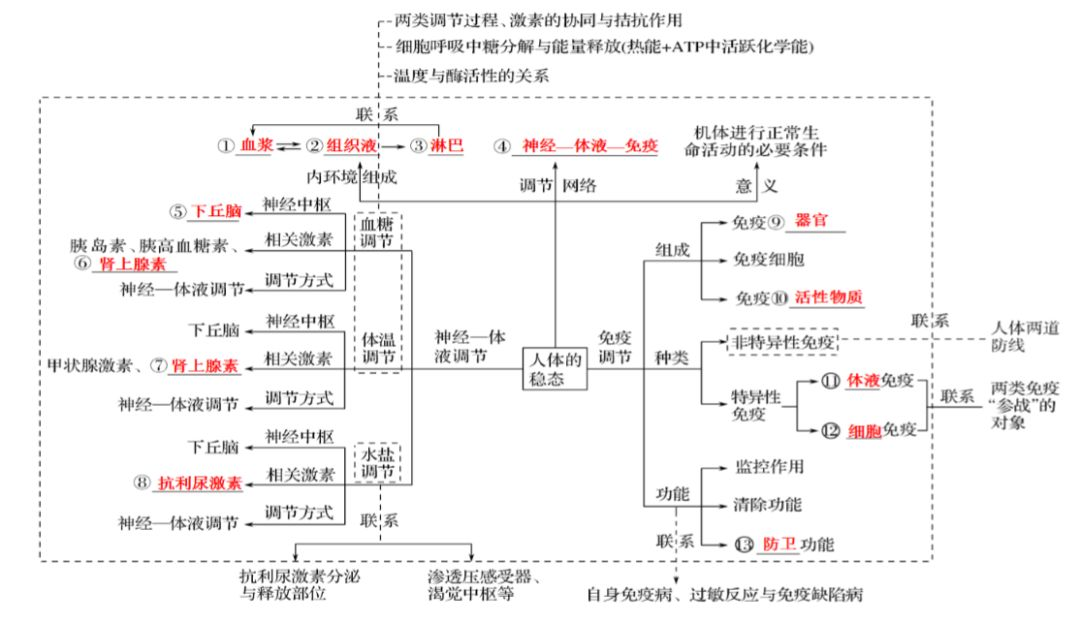 两类调节过程、激素的协同与拮抗作用
细胞呼吸中糖分解与能量释放(热能+ATP中活跃化学能)
温度与酶活性的关系
联系
①血浆 ②组织液 ③淋巴
④神经—体液—免疫
机体进行正常生
命活动的必要条件
内环境组成
调节网络
意义
⑤下丘脑
神经中枢
血糖
调节
胰岛素、胰高血糖素、
⑥肾上腺素
相关激素
神经—体液调节
调节方式
下丘脑
神经中枢
体温
调节
甲状腺激素、⑦肾上腺素
相关激素
神经—体液调节
调节方式
下丘脑
神经中枢
水盐
调节
⑧抗利尿激素
相关激素
神经—体液调节
调节方式
联系
抗利尿激素分泌
与释放部位
渗透压感受器、
渴觉中枢等
神经—体
液调节
人体的
稳态
免疫
调节
组成
免疫⑨器官
免疫细胞
免疫⑩活性物质
种类
非特异性免疫
联系
人体两道
防线
特异性
免疫
⑪体液免疫
⑫细胞免疫
联系
两类免疫
“参战”的
对象
功能
监控作用
清除功能
⑬防卫功能
联系
自身免疫病、过敏反应与免疫缺陷病